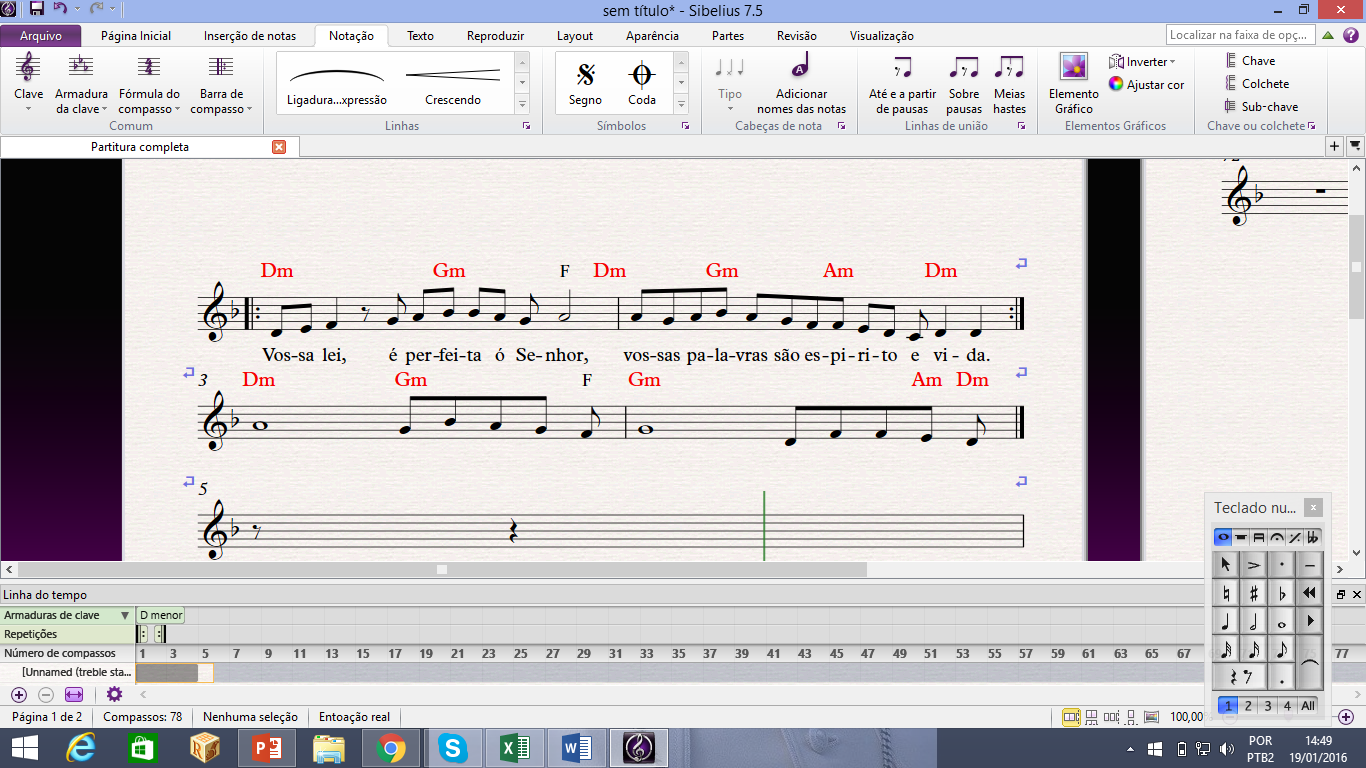 sem título* - Sibelius 7.5
Arquivo Página Inicial Inserção de notas Notação Texto Reproduzir Layout Aparência Partes Revisão Visualização Localizar na faixa de opç...
Clave Armadura da clave Fórmula do compasso Barra de compasso
Comum
Ligadura...xpressão Crescendo
Linhas
Segno Coda
Símbolos
Tipo Adicionar nomes das notas
Cabeças de nota
Até e a partir de pausas Sobre pausas Meias hastes
Linhas de união
Elemento Gráfico Inverter Ajustar cor
Elementos Gráficos
Chave
Colchete
Sub-chave
Chave ou colchete
Partitura completa
72
Dm Gm F Dm Gm Am Dm
Vos-sa lei, é per-fei-ta ó Se-nhor, vos-sas pa-la-vras são es-pi-ri-to e vi-da.
3 Dm Gm F Gm Am Dm
5
Teclado nu...
1 2 3 4 All
Linha do tempo
Armaduras de clave D menor
Repetições
Número de compassos 1 3 5 7 9 11 13 15 17 19 21 23 25 27 29 31 33 35 37 39 41 43 45 47 49 51 53 55 57 59 61 63 65 67 77
[Unnamed (treble sta...
Página 1 de 2 Compassos: 78 Nenhuma seleção Entoação real 100,00
POR 14:49
PTB2 19/01/2016